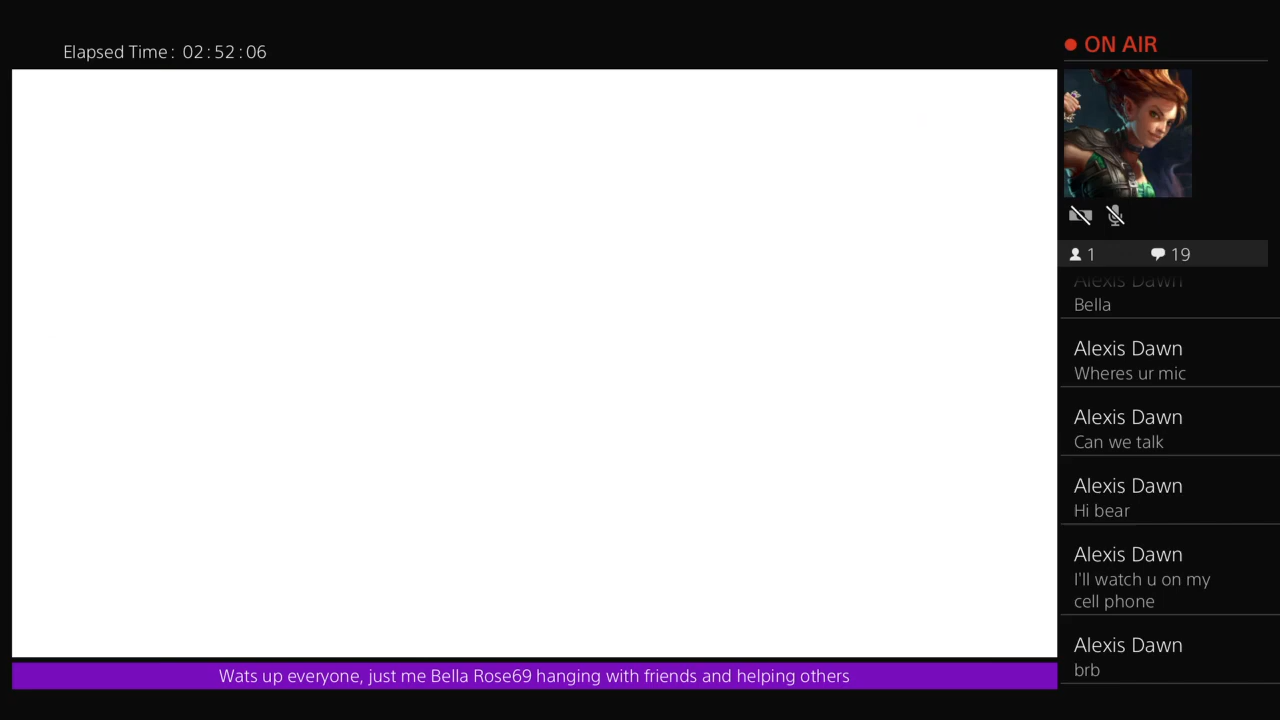 Elapsed Time: 02:52:06
ON AIR
1
19
Alexis Dawn
Bella
Alexis Dawn
Wheres ur mic
Alexis Dawn
Can we talk
Alexis Dawn
Hi bear
Alexis Dawn
I'll watch u on my
cell phone
Alexis Dawn
brb
Wats up everyone, just me Bella Rose69 hanging with friends and helping others